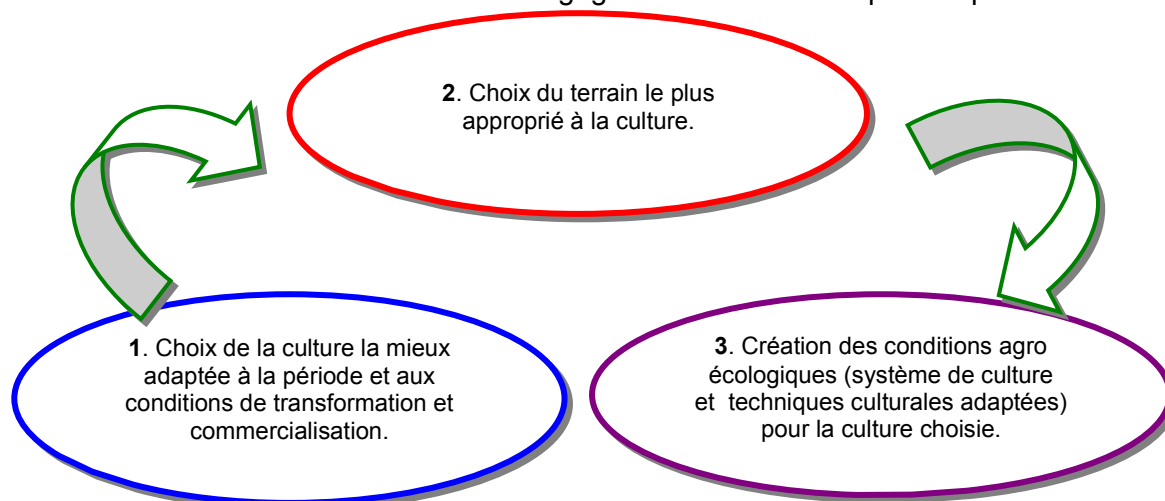 2. Choix du terrain le plus
approprié à la culture.
1. Choix de la culture la mieux
adaptée à la période et aux
conditions de transformation et
commercialisation.
3. Création des conditions agro
écologiques (système de culture
et techniques culturales adaptées)
pour la culture choisie.